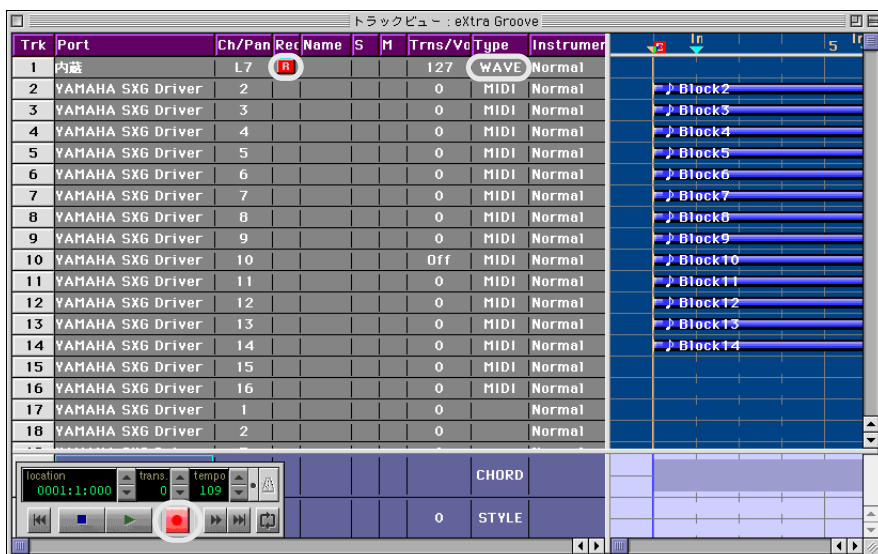 トラックビュー : eXtra Groove
Trk Port Ch/Pan Rec Name S M Trns/Vo Type Instrumen In 5 In
1 内蔵 L7 R 127 WAVE Normal
2 YAMAHA SXG Driver 2 0 MIDI Normal Block2
3 YAMAHA SXG Driver 3 0 MIDI Normal Block3
4 YAMAHA SXG Driver 4 0 MIDI Normal Block4
5 YAMAHA SXG Driver 5 0 MIDI Normal Block5
6 YAMAHA SXG Driver 6 0 MIDI Normal Block6
7 YAMAHA SXG Driver 7 0 MIDI Normal Block7
8 YAMAHA SXG Driver 8 0 MIDI Normal Block8
9 YAMAHA SXG Driver 9 0 MIDI Normal Block9
10 YAMAHA SXG Driver 10 Off MIDI Normal Block10
11 YAMAHA SXG Driver 11 0 MIDI Normal Block11
12 YAMAHA SXG Driver 12 0 MIDI Normal Block12
13 YAMAHA SXG Driver 13 0 MIDI Normal Block13
14 YAMAHA SXG Driver 14 0 MIDI Normal Block14
15 YAMAHA SXG Driver 15 0 MIDI Normal
16 YAMAHA SXG Driver 16 0 MIDI Normal
17 YAMAHA SXG Driver 1 0 Normal
18 YAMAHA SXG Driver 2 0 Normal
location trans. tempo CHORD
0001:1:000 0 109
0 STYLE